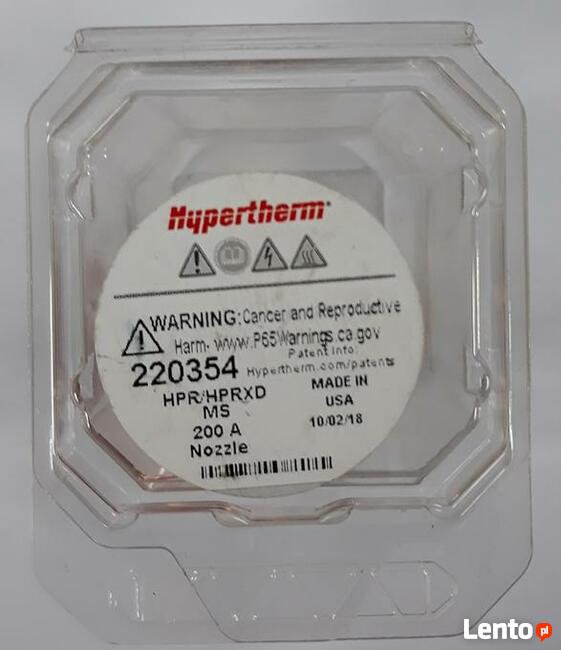 Hypertherm®
WARNING: Cancer and Reproductive
Harm- www.P65Warnings.ca.gov
Patent Info:
220354 Hypertherm.com/patents
HPR/HPRXD MADE IN
MS USA
200 A 10/02/18
Nozzle
Lento pl